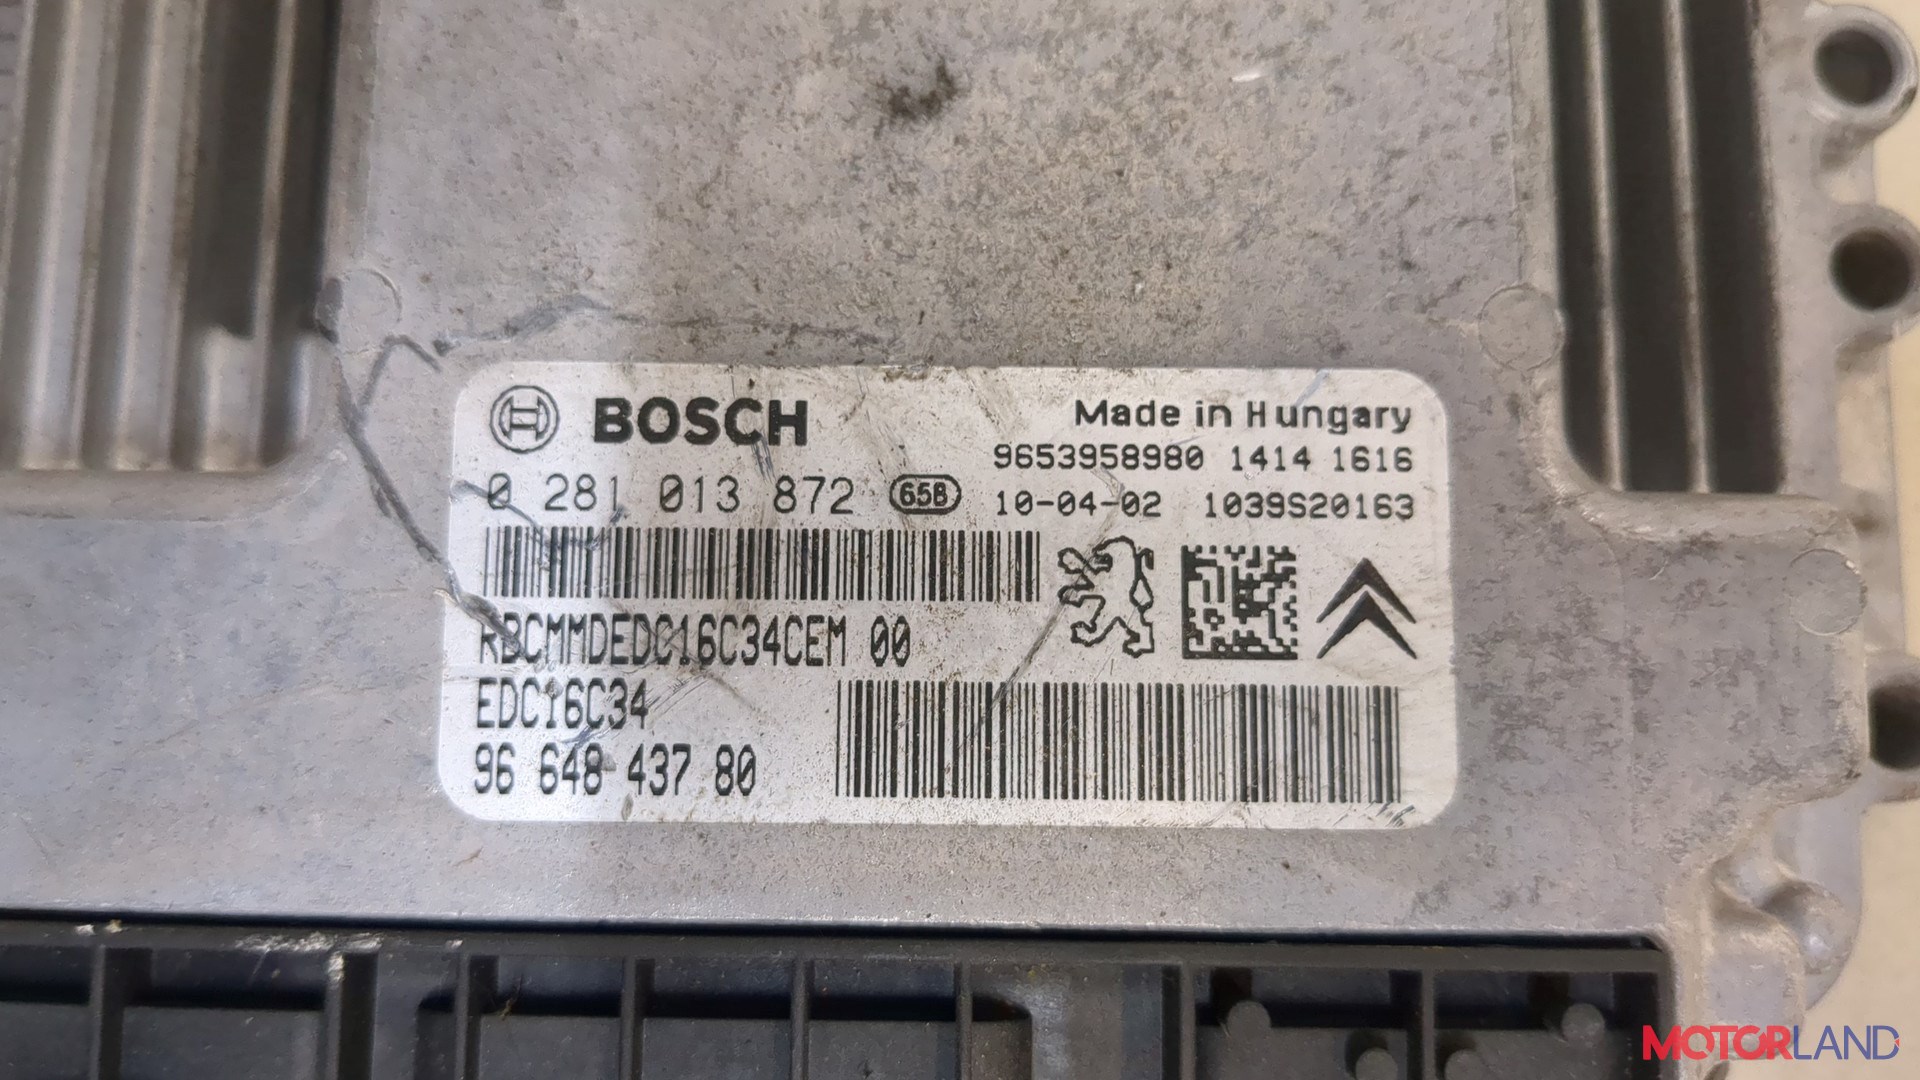 BOSCH
Made in Hungary
9653958980 1414 1616
0 281 013 872 65B
10-04-02 1039S20163
RBCMMDEDC16C34CEM 00
EDC16C34
96 648 437 80
MOTORLAND